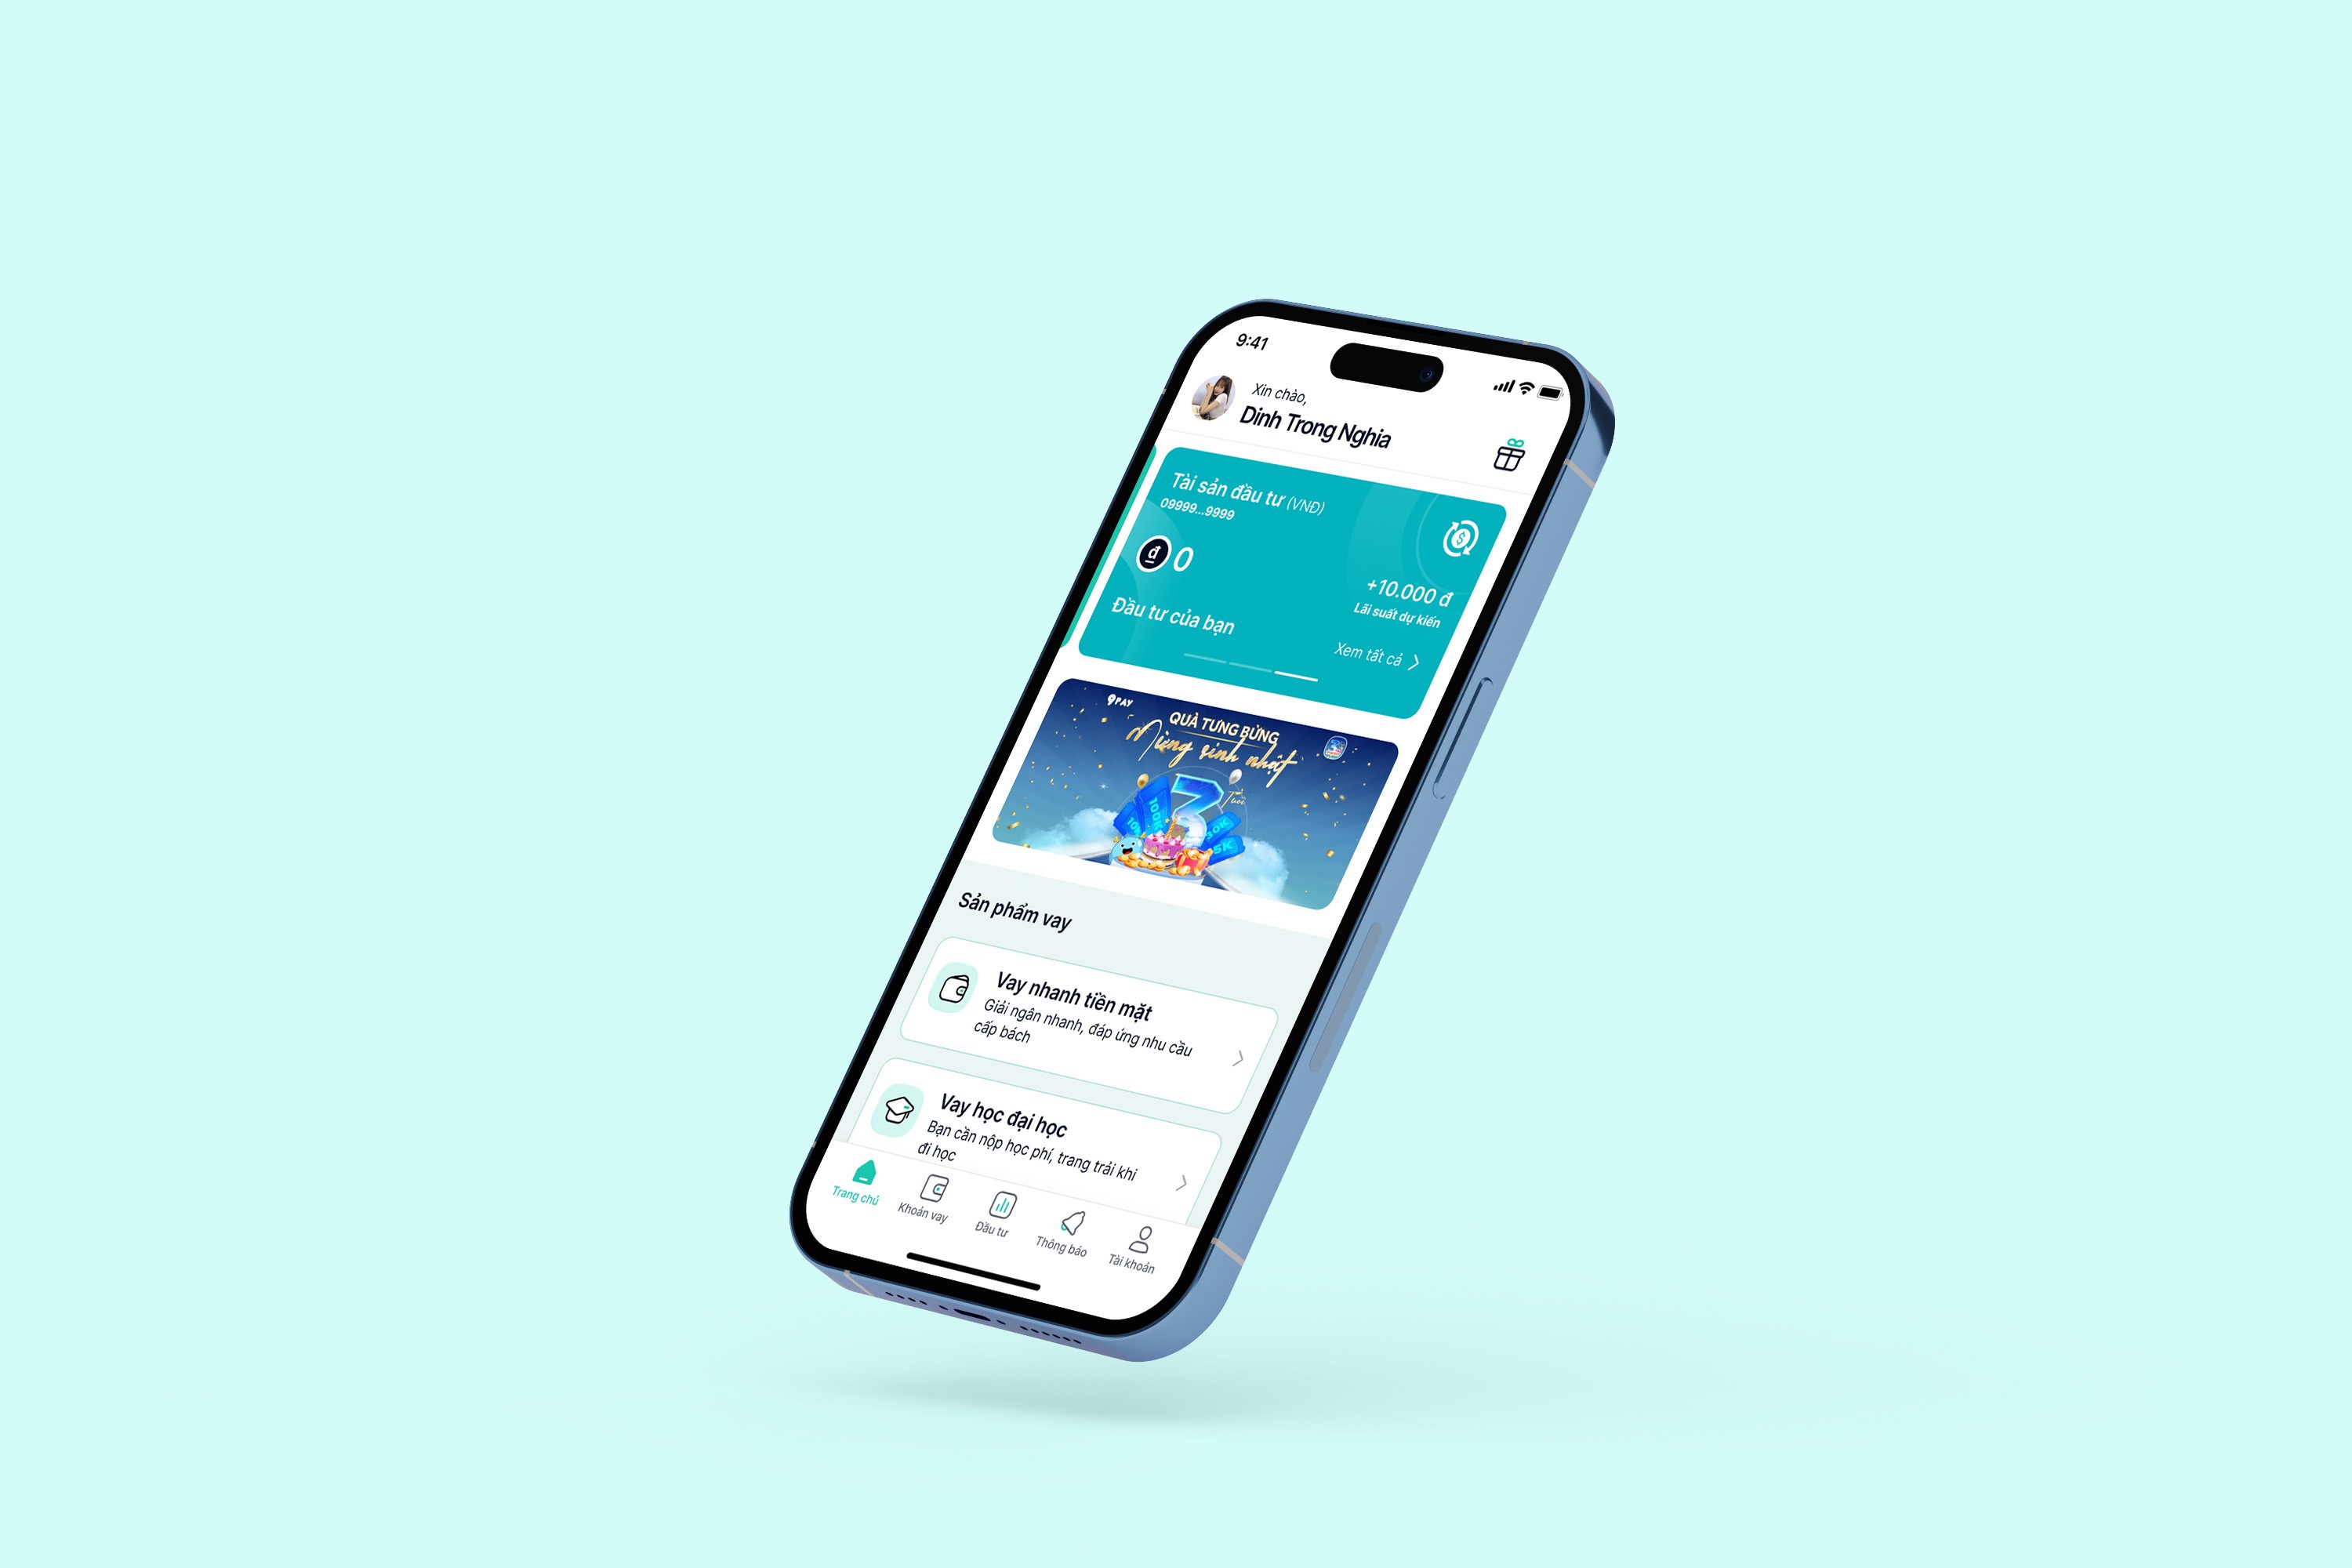 9:41
Xin chào,
Dinh Trong Nghia
Tài sản đầu tư (VNĐ)
09999...9999
đ 0
+10.000 đ
Lãi suất dự kiến
Đầu tư của bạn
Xem tất cả
9PAY
QUÀ TƯNG BỪNG
Mừng sinh nhật
3 Tuổi
10K 100K 30K 5K
Sản phẩm vay
Vay nhanh tiền mặt
Giải ngân nhanh, đáp ứng nhu cầu
cấp bách
Vay học đại học
Bạn cần nộp học phí, trang trải khi
đi học
Trang chủ
Khoản vay
Đầu tư
Thông báo
Tài khoản